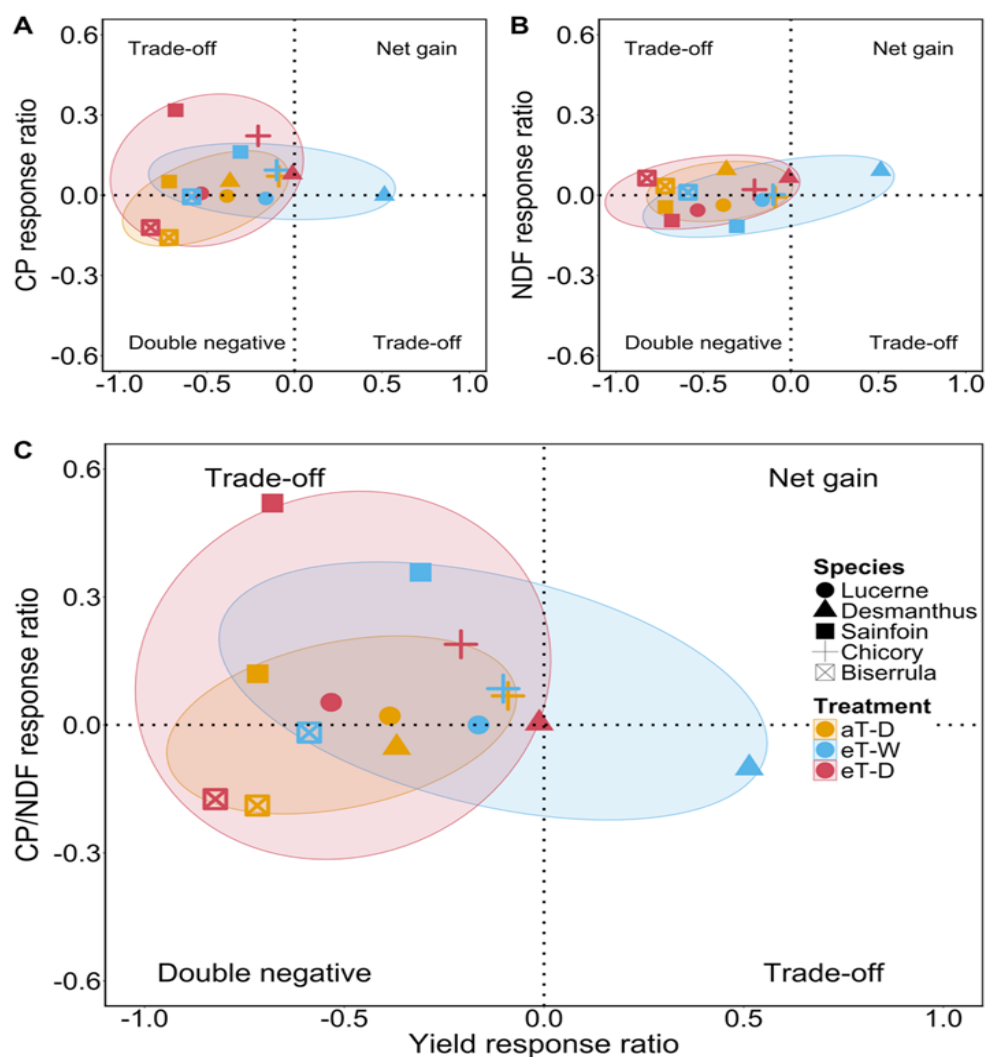 A
0.6
Trade-off
Net gain
0.3
0.0
-0.3
-0.6
Double negative
Trade-off
-1.0
-0.5
0.0
0.5
1.0
CP response ratio
B
0.6
Trade-off
Net gain
0.3
0.0
-0.3
-0.6
Double negative
Trade-off
-1.0
-0.5
0.0
0.5
1.0
NDF response ratio
C
0.6
Trade-off
Net gain
0.3
0.0
-0.3
-0.6
Species
Lucerne
Desmanthus
Sainfoin
Chicory
Biserrula
Treatment
aT-D
eT-W
eT-D
Double negative
Trade-off
-1.0
-0.5
0.0
0.5
1.0
CP/NDF response ratio
Yield response ratio